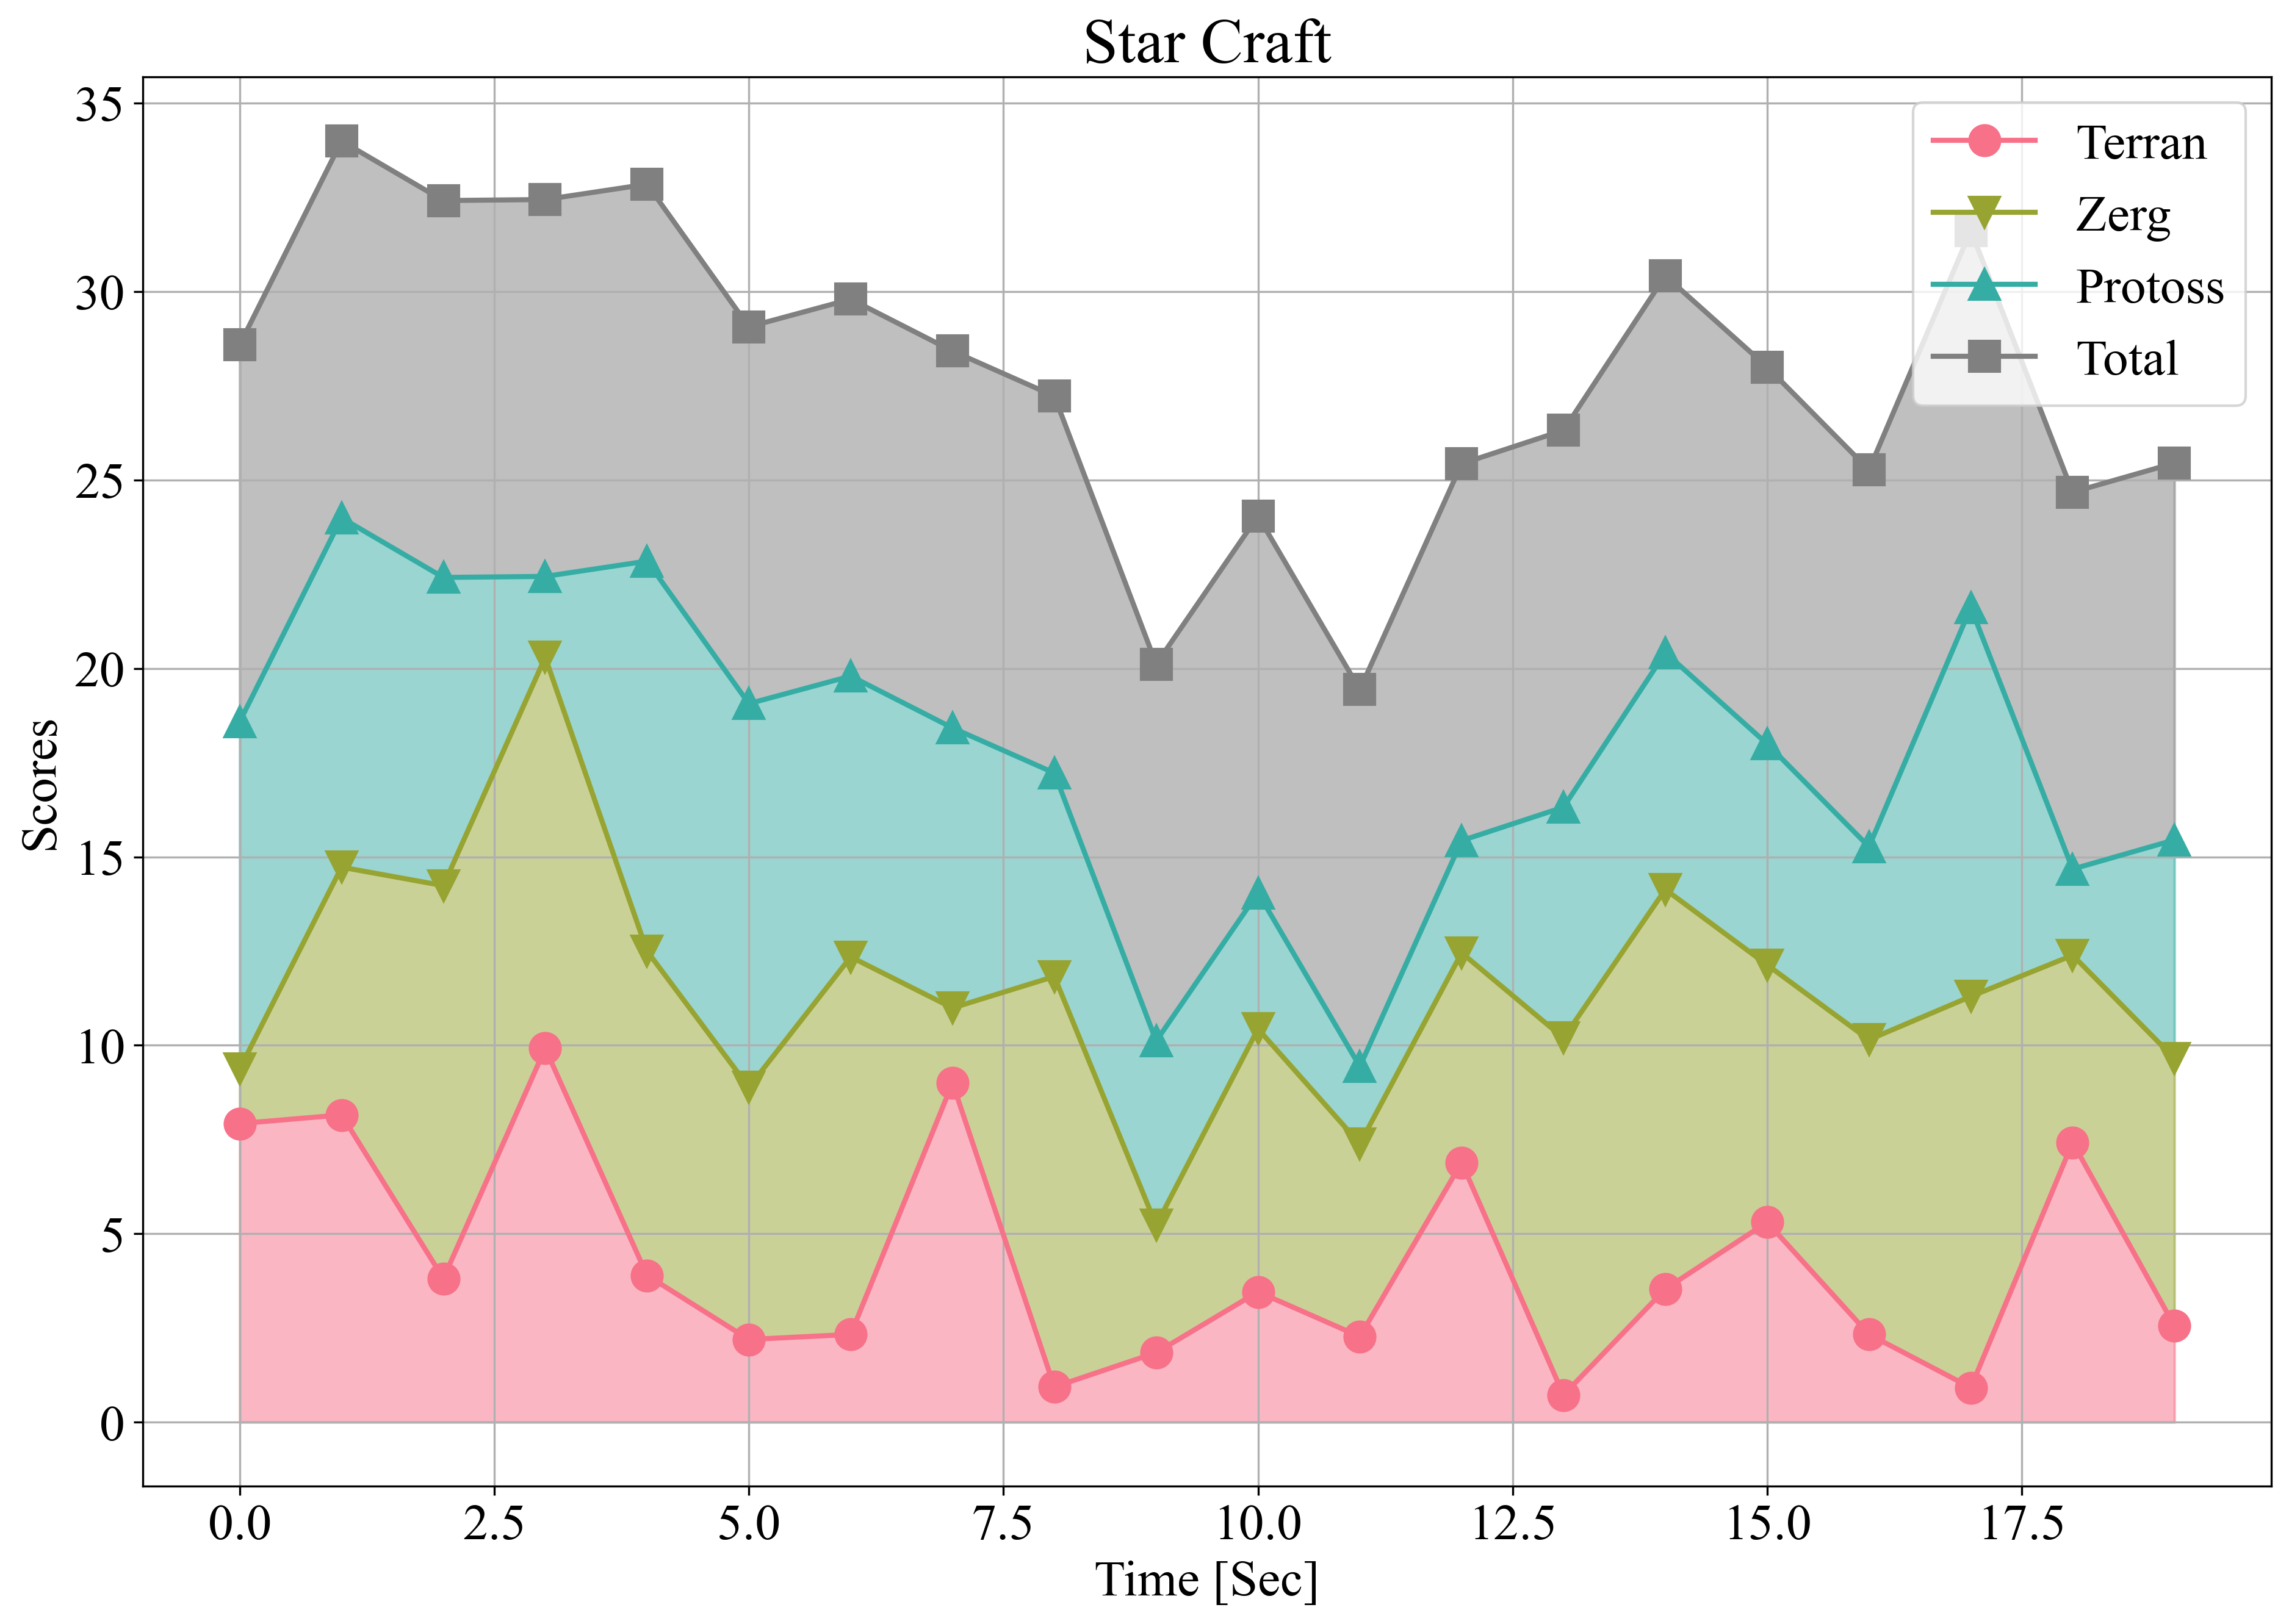 Star Craft
35
30
25
20
15
10
5
0
Scores
Terran
Zerg
Protoss
Total
0.0 2.5 5.0 7.5 10.0 12.5 15.0 17.5
Time [Sec]